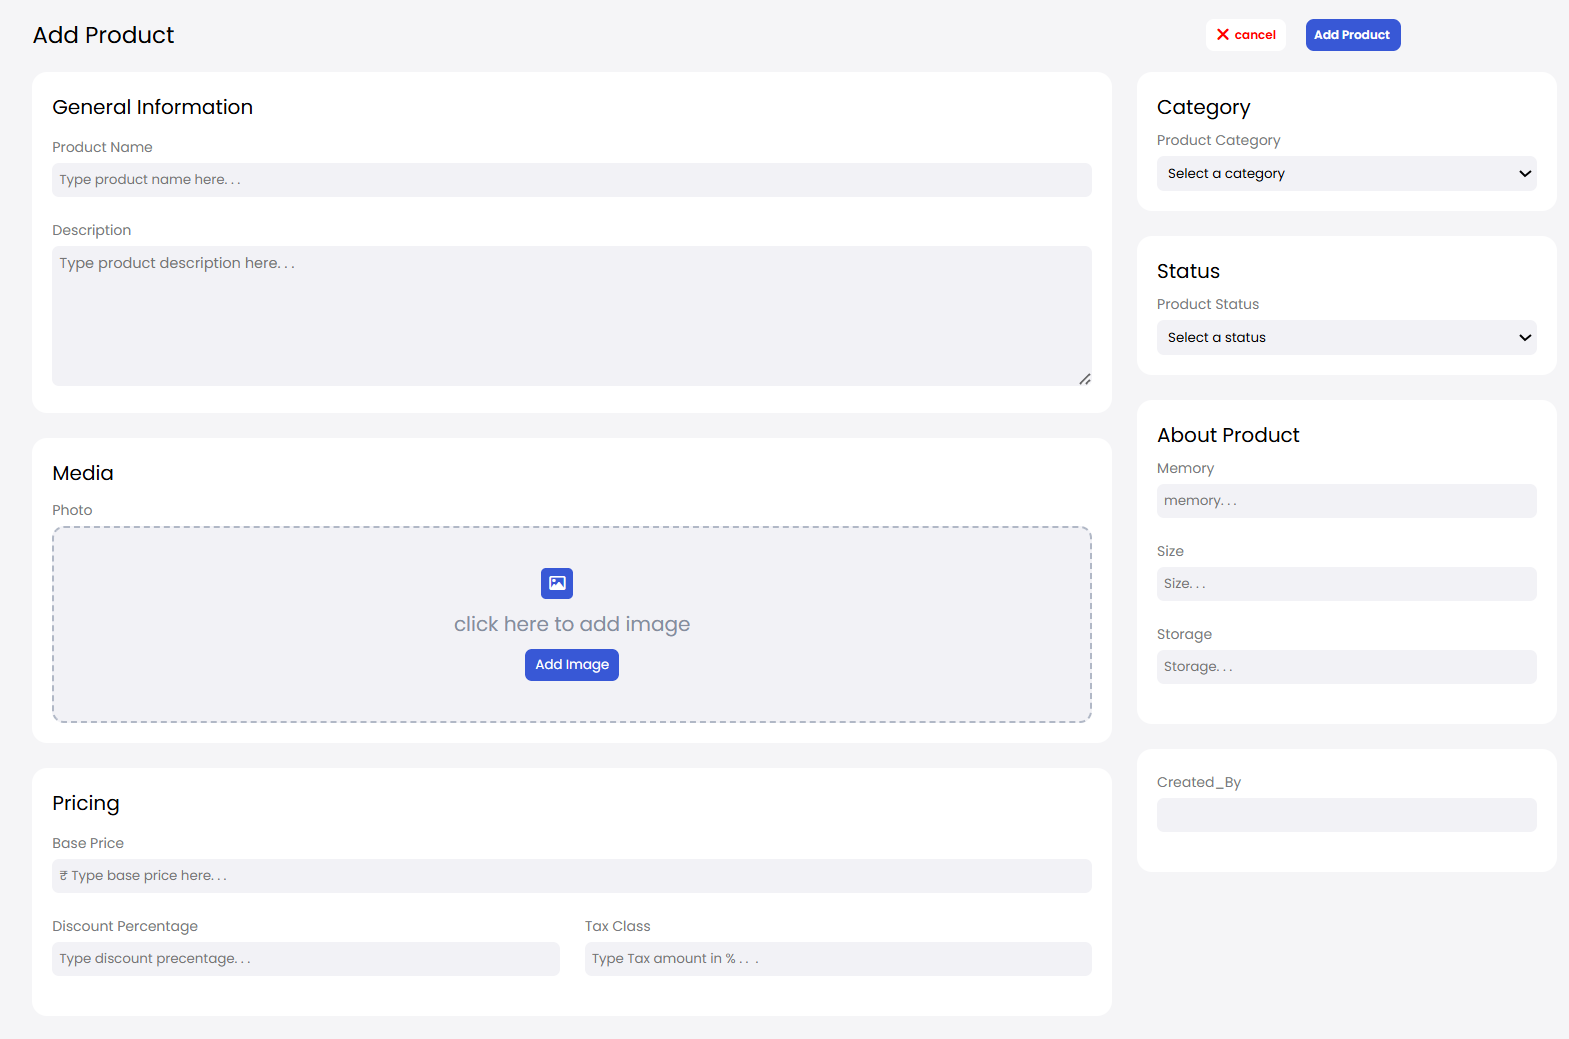 Add Product
cancel
Add Product
General Information
Product Name
Type product name here. . .
Description
Type product description here. . .
Media
Photo
click here to add image
Add Image
Pricing
Base Price
₹ Type base price here. . .
Discount Percentage
Type discount precentage. . .
Tax Class
Type Tax amount in % . . .
Category
Product Category
Select a category
Status
Product Status
Select a status
About Product
Memory
memory. . .
Size
Size. . .
Storage
Storage. . .
Created_By